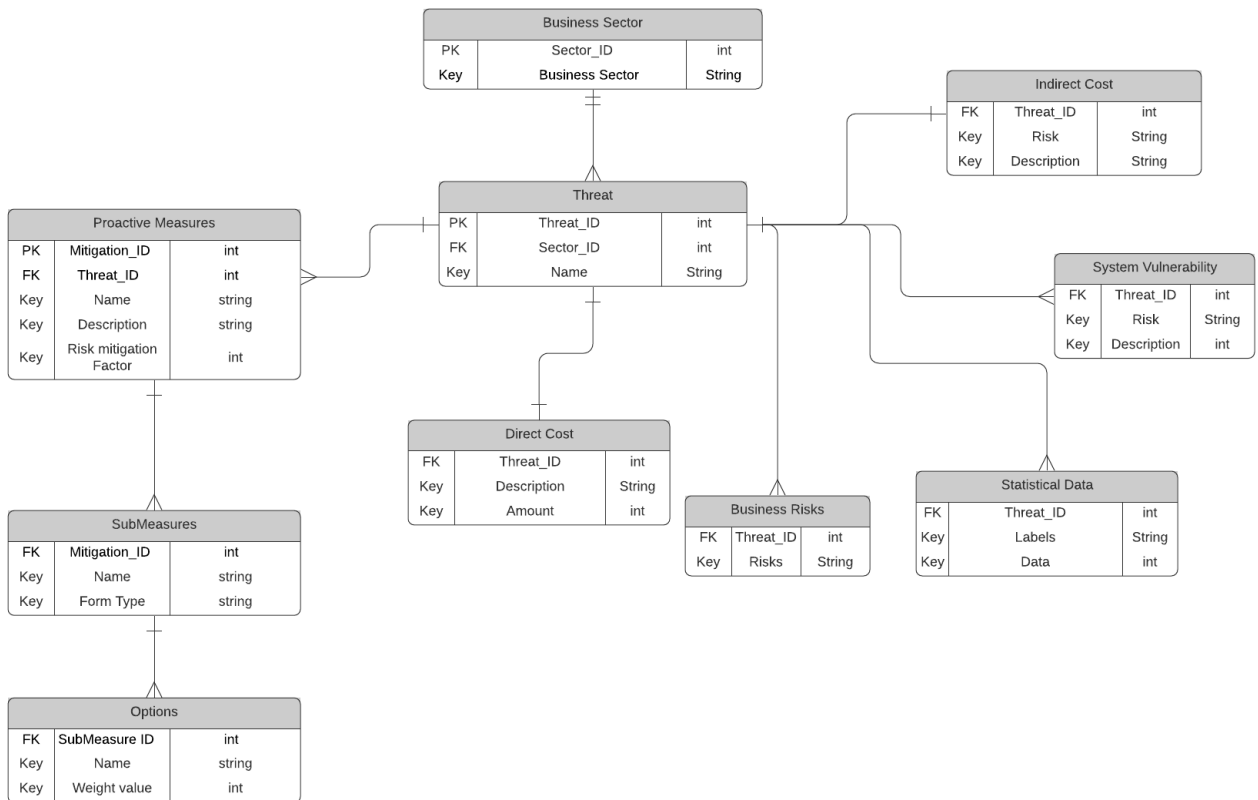 Business Sector
PK Sector_ID int
Key Business Sector String
Indirect Cost
FK Threat_ID int
Key Risk String
Key Description String
Threat
PK Threat_ID int
FK Sector_ID int
Key Name String
Proactive Measures
PK Mitigation_ID int
FK Threat_ID int
Key Name string
Key Description string
Key Risk mitigation Factor int
System Vulnerability
FK Threat_ID int
Key Risk String
Key Description int
Direct Cost
FK Threat_ID int
Key Description String
Key Amount int
Business Risks
FK Threat_ID int
Key Risks String
Statistical Data
FK Threat_ID int
Key Labels String
Key Data int
SubMeasures
FK Mitigation_ID int
Key Name string
Key Form Type string
Options
FK SubMeasure ID int
Key Name string
Key Weight value int